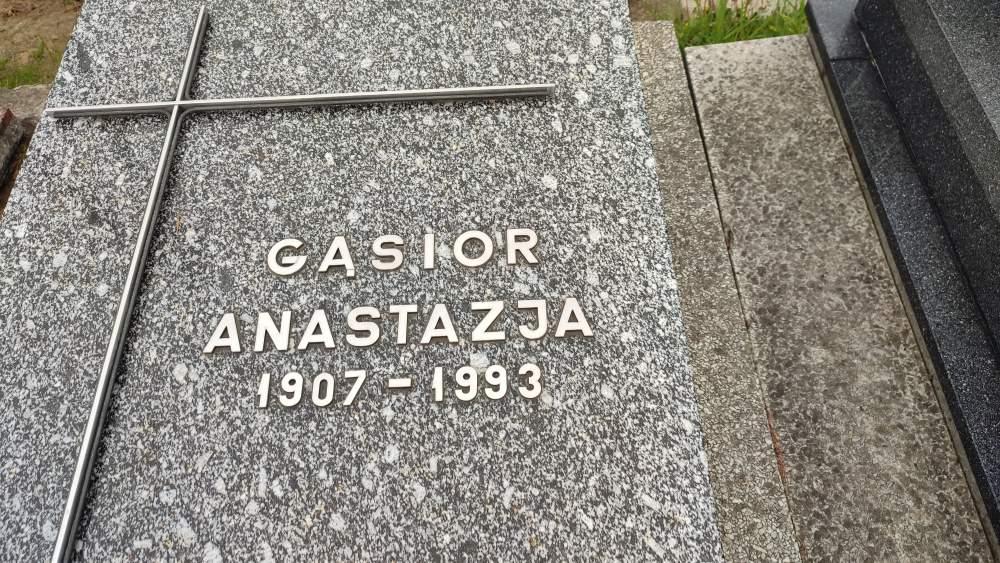 GĄSIOR
ANASTAZJA
1907 - 1993